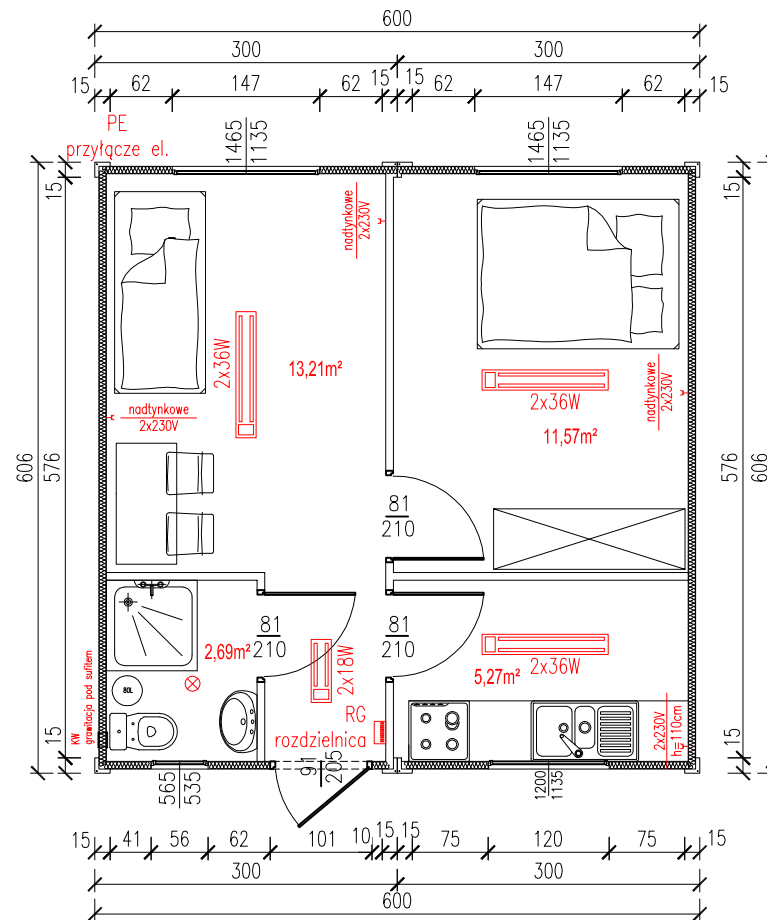 600
300 300
15 62 147 62 15 15 62 147 62 15
PE
przyłącze el.
1465
1135
1465
1135
15
15
606
576
576
606
nadtynkowe
2x230V
2x36W
13,21m²
2x36W
11,57m²
nadtynkowe
2x230V
nadtynkowe
2x230V
81
210
81
210
81
210
2,69m²
2x18W
5,27m²
2x36W
80L
KW
grawitacja pod sufitem
RG
rozdzielnica
2x230V
h=110cm
15
15
91
205
565
535
1200
1135
15 41 56 62 101 10 15 15 75 120 75 15
300 300
600